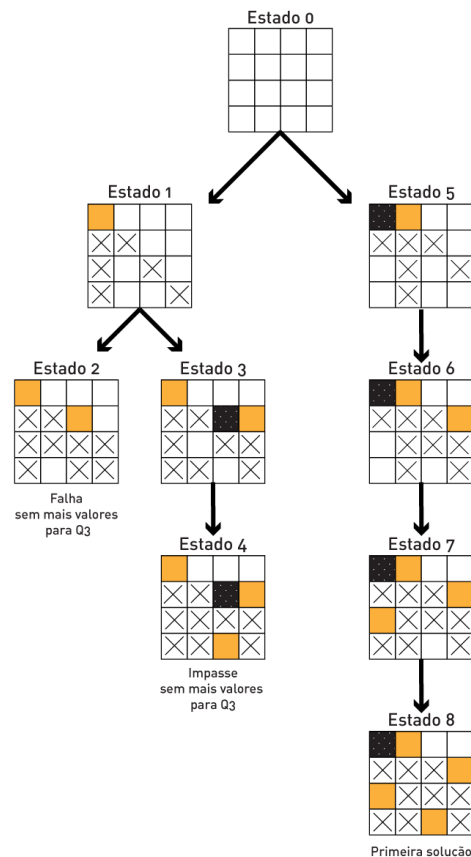 Estado 0
Estado 1
Estado 5
Estado 2
Estado 3
Estado 6
Falha
sem mais valores
para Q3
Estado 4
Estado 7
Impasse
sem mais valores
para Q3
Estado 8
Primeira solucão